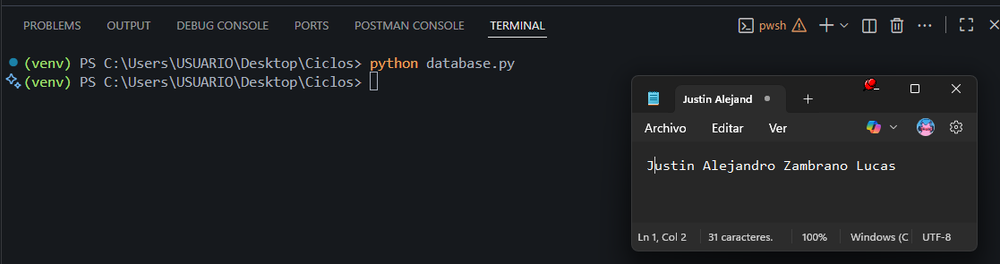 PROBLEMS OUTPUT DEBUG CONSOLE PORTS POSTMAN CONSOLE TERMINAL pwsh
(venv) PS C:\Users\USUARIO\Desktop\Ciclos> python database.py
(venv) PS C:\Users\USUARIO\Desktop\Ciclos>
Justin Alejand
Archivo Editar Ver
Justin Alejandro Zambrano Lucas
Ln 1, Col 2 31 caracteres. 100% Windows (C UTF-8